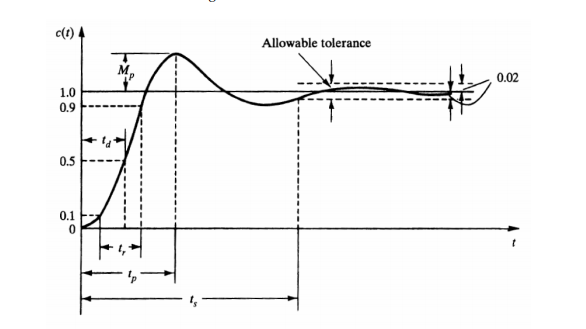 c(t)
Allowable tolerance
M_p
0.02
1.0
0.9
t_d
0.5
0.1
0
t
t_r
t_p
t_s